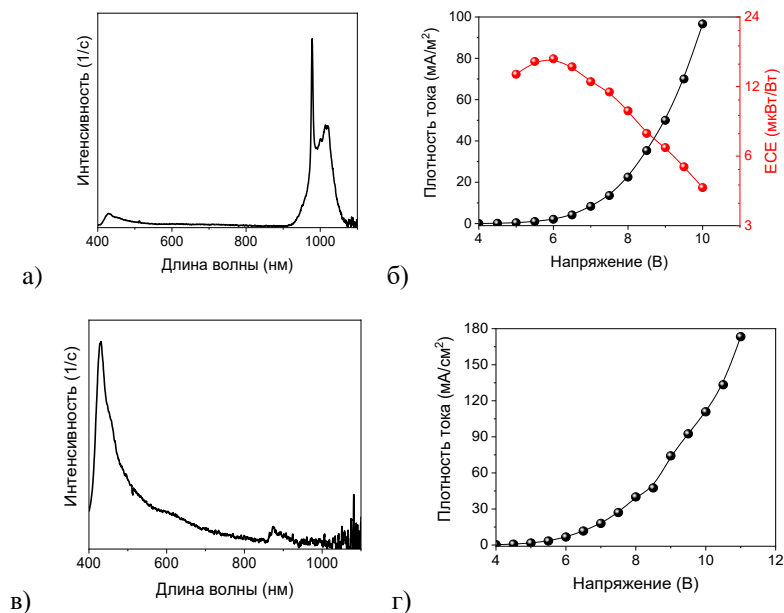 Интенсивность (1/с)
400 600 800 1000
Длина волны (нм)
а)
Плотность тока (мА/м²)
100
80
60
40
20
0
4 6 8 10
Напряжение (В)
24
12
6
3
ECE (мкВт/Вт)
б)
Интенсивность (1/с)
400 600 800 1000
Длина волны (нм)
в)
Плотность тока (мА/см²)
180
150
120
90
60
30
0
4 6 8 10 12
Напряжение (В)
г)